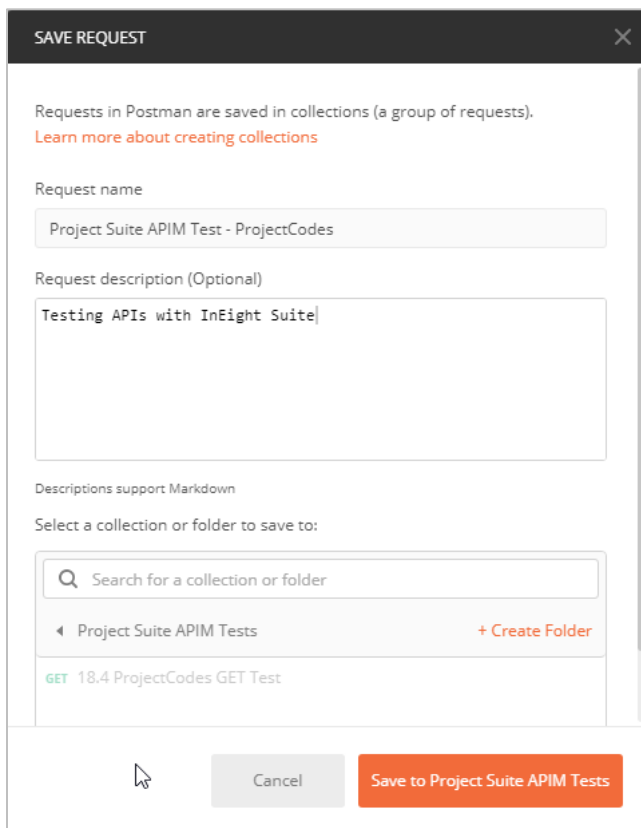 SAVE REQUEST
Requests in Postman are saved in collections (a group of requests).
Learn more about creating collections
Request name
Project Suite APIM Test - ProjectCodes
Request description (Optional)
Testing APIs with InEight Suite
Descriptions support Markdown
Select a collection or folder to save to:
Search for a collection or folder
Project Suite APIM Tests + Create Folder
GET 18.4 ProjectCodes GET Test
Cancel Save to Project Suite APIM Tests